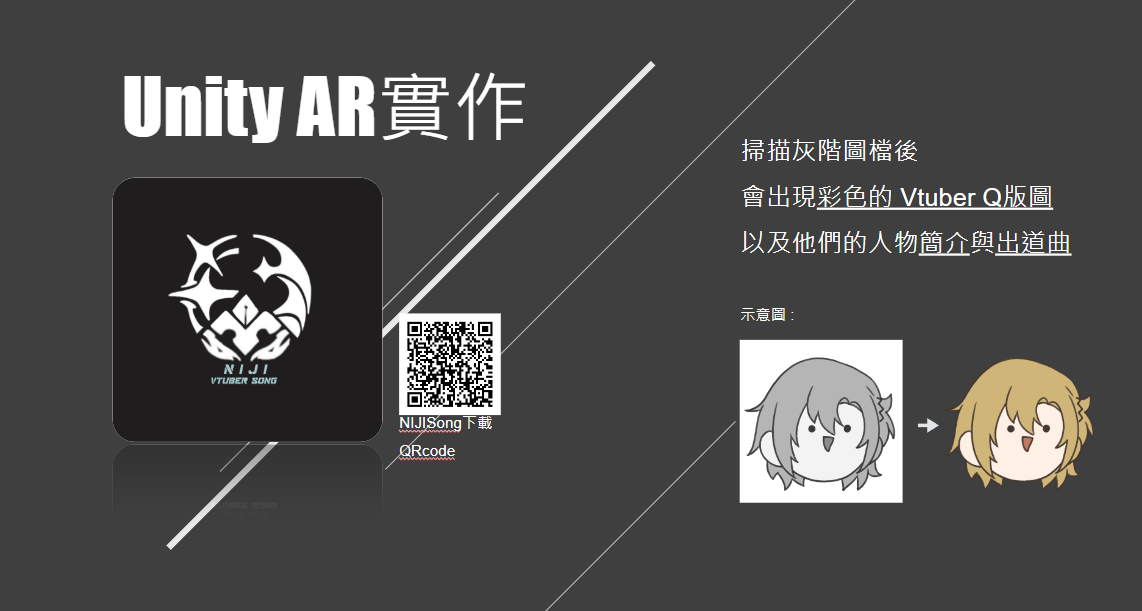 Unity AR實作
NIJI
VTUBER SONG
NIJISong下載
QRcode
掃描灰階圖檔後
會出現彩色的 Vtuber Q版圖
以及他們的人物簡介與出道曲
示意圖 :